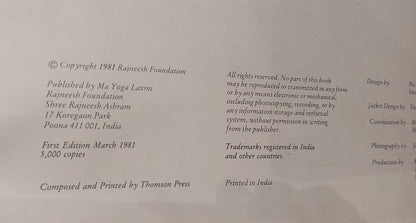 © Copyright 1981 Rajneesh Foundation
Published by Ma Yoga Laxmi
Rajneesh Foundation
Shree Rajneesh Ashram
17 Koregaon Park
Poona 411 001, India
First Edition March 1981
5,000 copies
Composed and Printed by Thomson Press
All rights reserved. No part of this book
may be reproduced or transmitted in any form
or by any means electronic or mechanical,
including photocopying, recording, or by
any information storage and retrieval
system, without permission in writing
from the publisher.
Trademarks registered in India
and other countries.
Printed in India
Design by Ma
Jacket Design by
Coordination by
Photography by
Production by